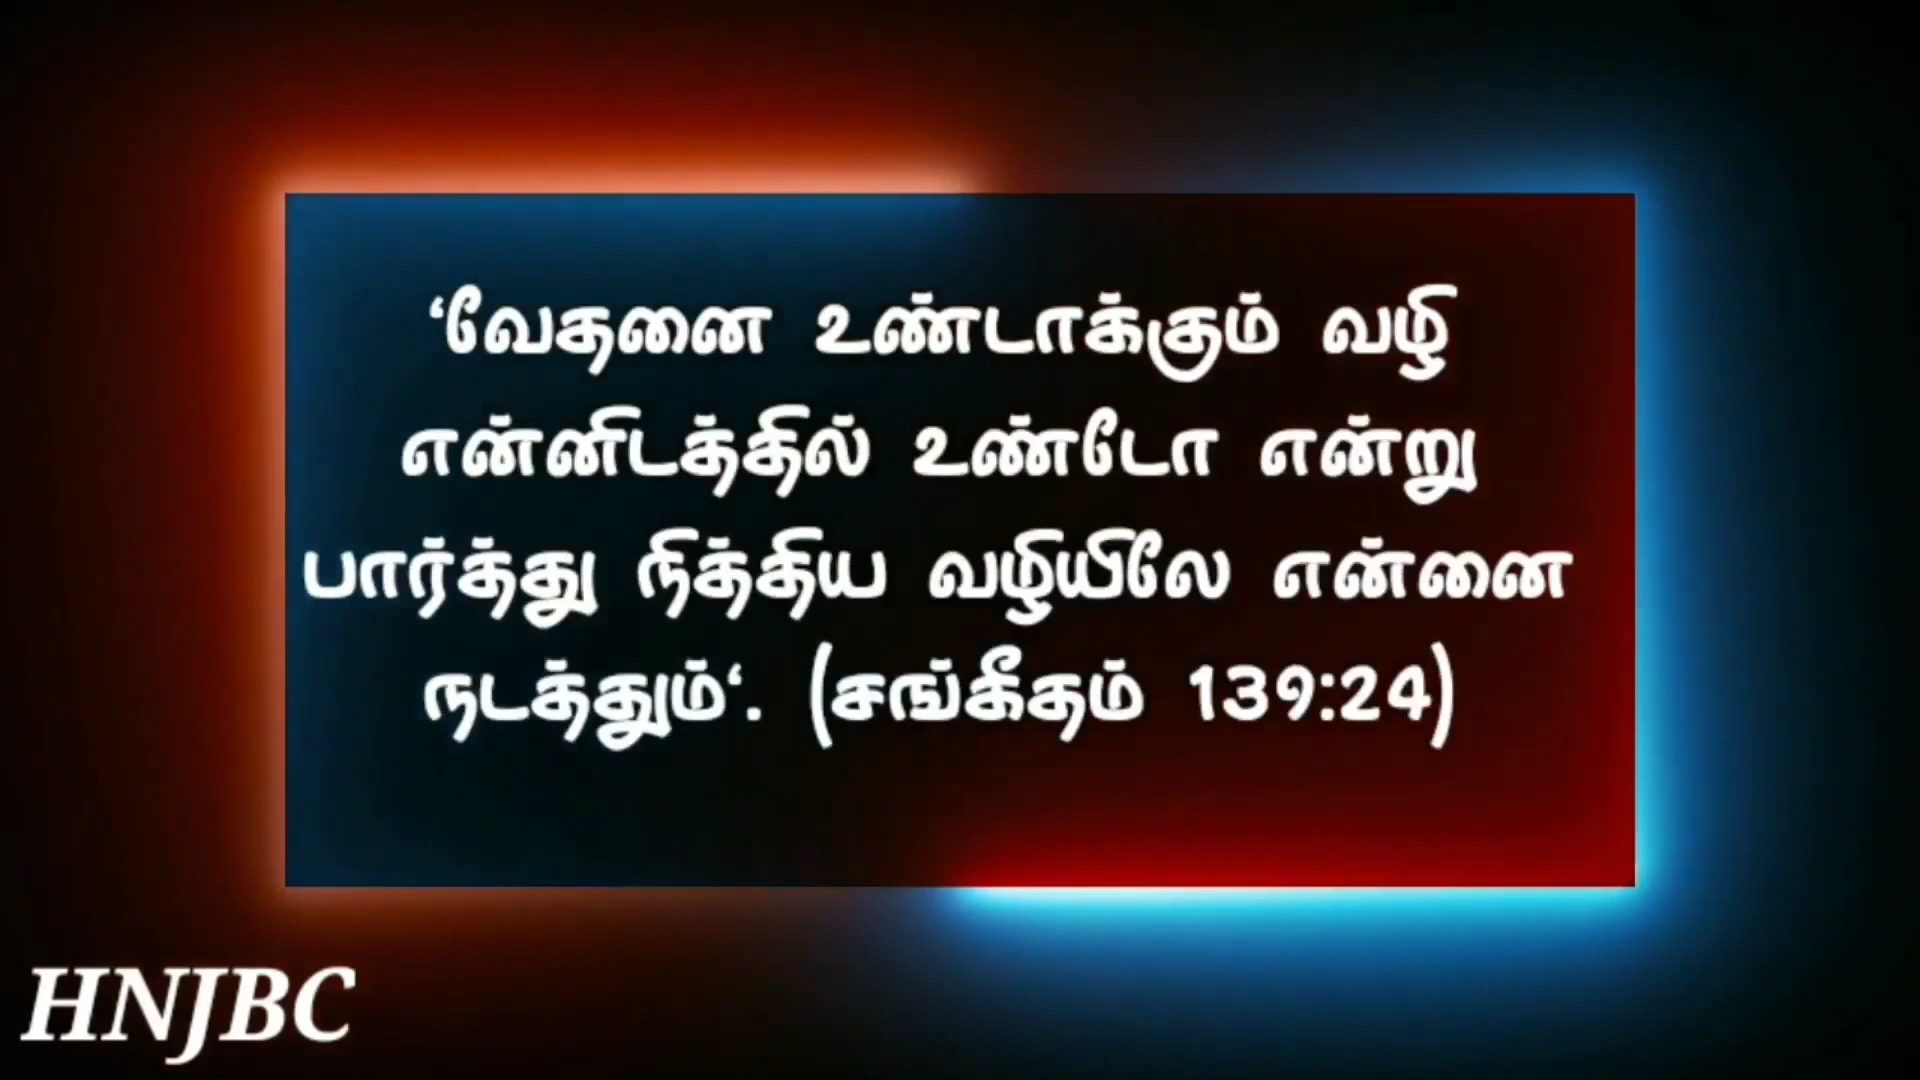 ‘வேதனை உண்டாக்கும் வழி
என்னிடத்தில் உண்டோ என்று
பார்த்து நித்திய வழியிலே என்னை
நடத்தும்‘. (சங்கீதம் 139:24)
HNJBC